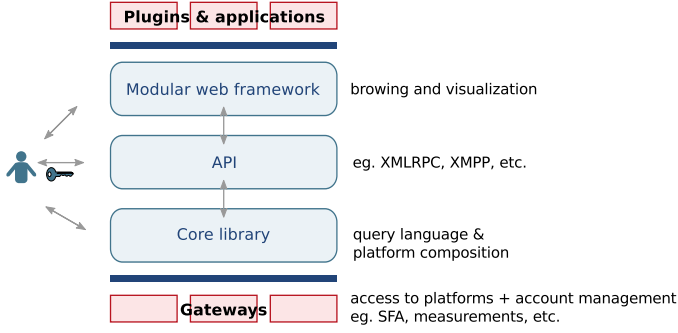 Plugins & applications
Modular web framework
browing and visualization
API
eg. XMLRPC, XMPP, etc.
Core library
query language &
platform composition
Gateways
access to platforms + account management
eg. SFA, measurements, etc.